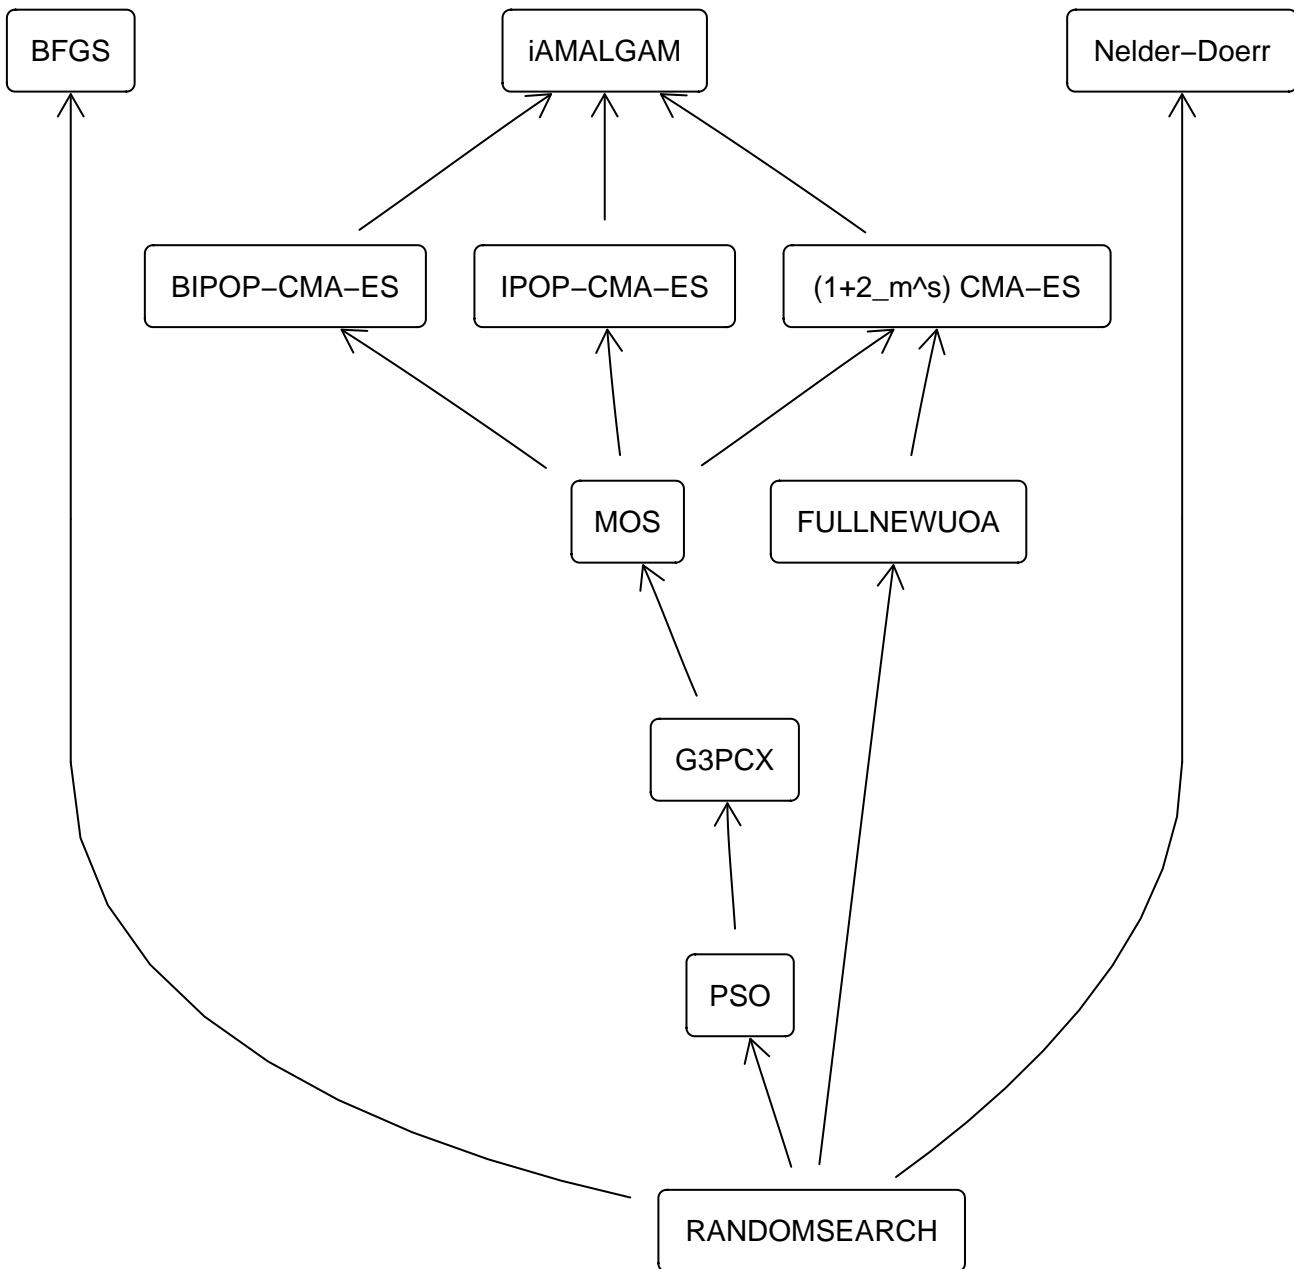 BFGS
iAMALGAM
Nelder−Doerr
BIPOP−CMA−ES
IPOP−CMA−ES
(1+2_m^s) CMA−ES
MOS
FULLNEWUOA
G3PCX
PSO
RANDOMSEARCH